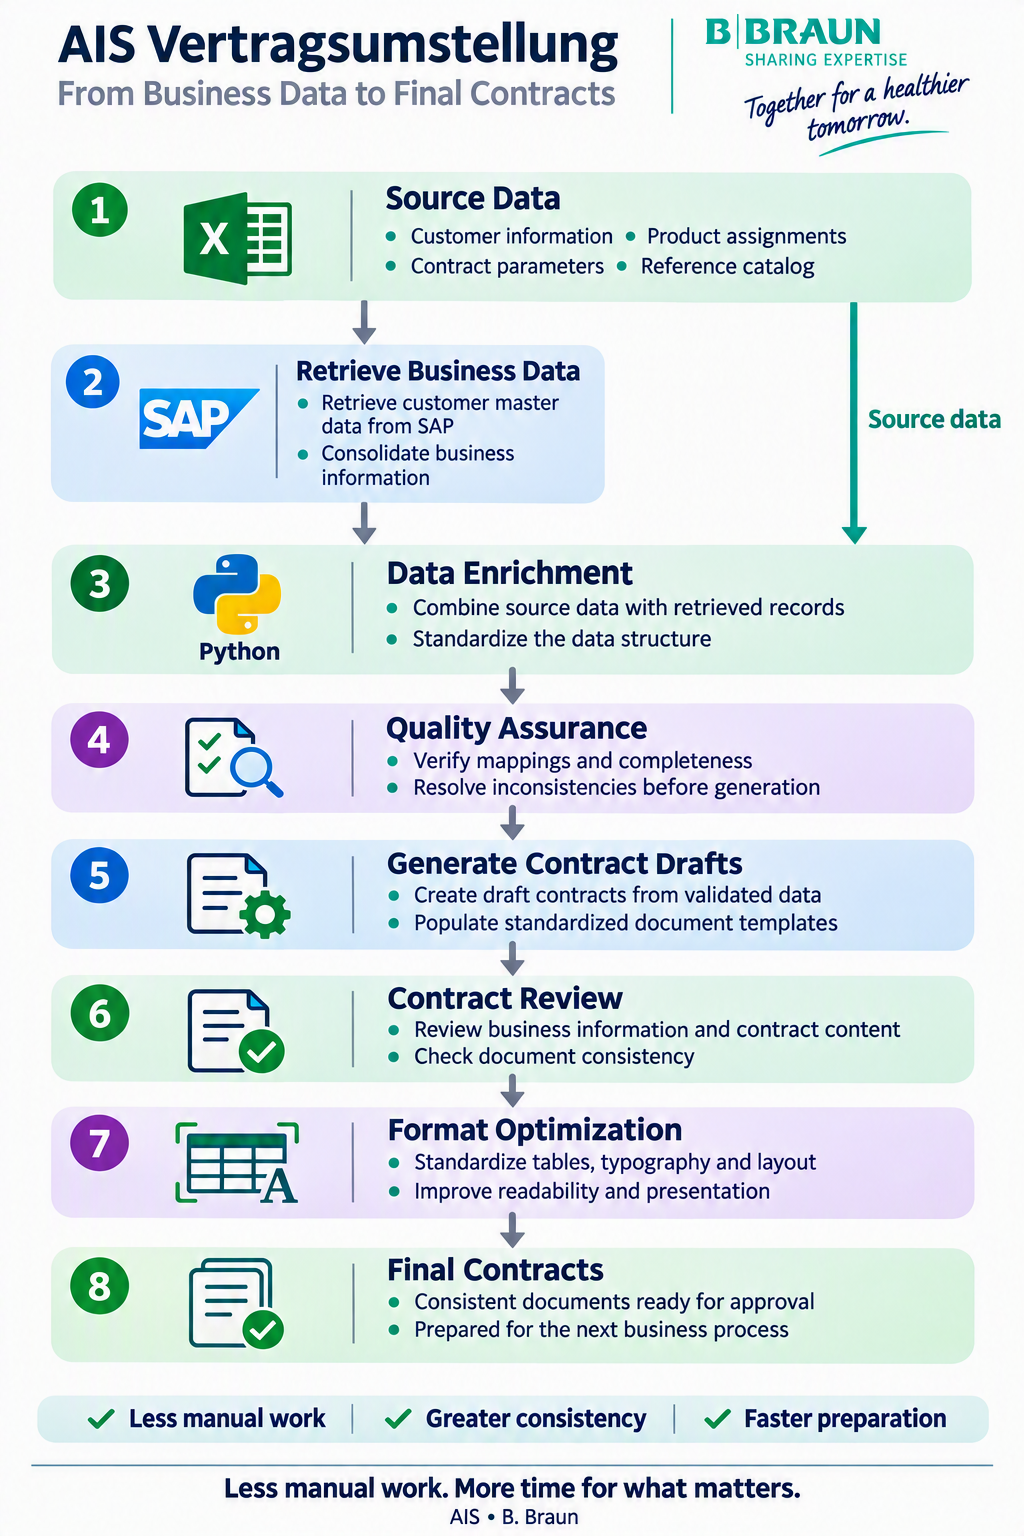 AIS Vertragsumstellung
From Business Data to Final Contracts
B BRAUN
SHARING EXPERTISE
Together for a healthier
tomorrow.
1
X
Source Data
• Customer information • Product assignments
• Contract parameters • Reference catalog
2
SAP
Retrieve Business Data
• Retrieve customer master
data from SAP
• Consolidate business
information
Source data
3
Python
Data Enrichment
• Combine source data with retrieved records
• Standardize the data structure
4
Quality Assurance
• Verify mappings and completeness
• Resolve inconsistencies before generation
5
Generate Contract Drafts
• Create draft contracts from validated data
• Populate standardized document templates
6
Contract Review
• Review business information and contract content
• Check document consistency
7
A
Format Optimization
• Standardize tables, typography and layout
• Improve readability and presentation
8
Final Contracts
• Consistent documents ready for approval
• Prepared for the next business process
✓ Less manual work | ✓ Greater consistency | ✓ Faster preparation
Less manual work. More time for what matters.
AIS • B. Braun